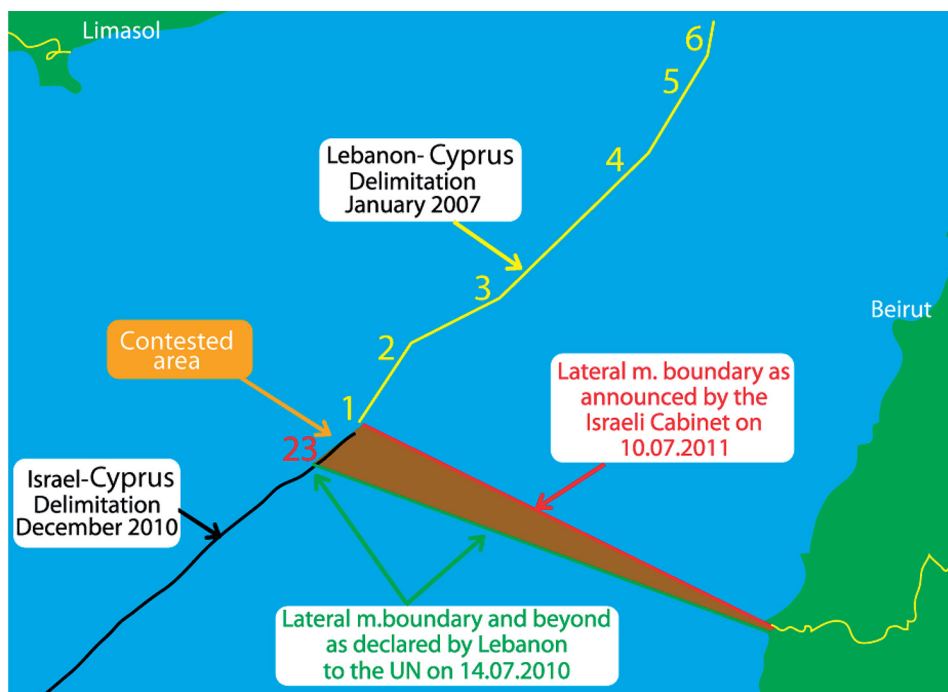 Limasol
6
5
Lebanon- Cyprus
Delimitation
January 2007
4
3
Beirut
Contested
area
2
Lateral m. boundary as
announced by the
Israeli Cabinet on
10.07.2011
1
23
Israel-Cyprus
Delimitation
December 2010
Lateral m.boundary and beyond
as declared by Lebanon
to the UN on 14.07.2010